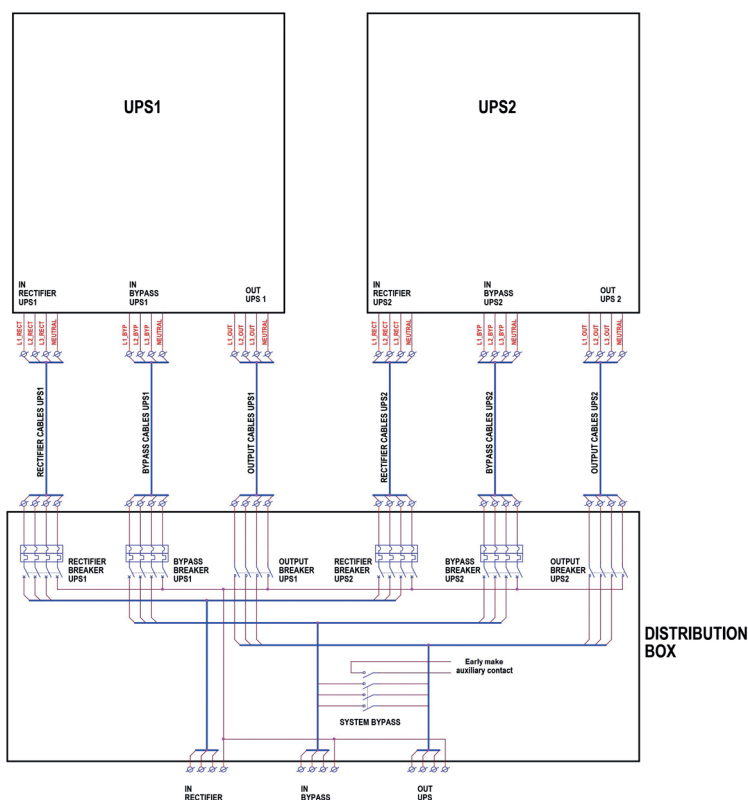 UPS1
UPS2
IN
RECTIFIER
UPS1
IN
BYPASS
UPS1
OUT
UPS 1
IN
RECTIFIER
UPS2
IN
BYPASS
UPS2
OUT
UPS 2
L1_RECT
L2_RECT
L3_RECT
NEUTRAL
L1_BYP
L2_BYP
L3_BYP
NEUTRAL
L1_OUT
L2_OUT
L3_OUT
NEUTRAL
L1_RECT
L2_RECT
L3_RECT
NEUTRAL
L1_BYP
L2_BYP
L3_BYP
NEUTRAL
L1_OUT
L2_OUT
L3_OUT
NEUTRAL
RECTIFIER CABLES UPS1
BYPASS CABLES UPS1
OUTPUT CABLES UPS1
RECTIFIER CABLES UPS2
BYPASS CABLES UPS2
OUTPUT CABLES UPS2
RECTIFIER
BREAKER
UPS1
BYPASS
BREAKER
UPS1
OUTPUT
BREAKER
UPS1
RECTIFIER
BREAKER
UPS2
BYPASS
BREAKER
UPS2
OUTPUT
BREAKER
UPS2
DISTRIBUTION
BOX
Early make
auxiliary contact
SYSTEM BYPASS
IN
RECTIFIER
IN
BYPASS
OUT
UPS